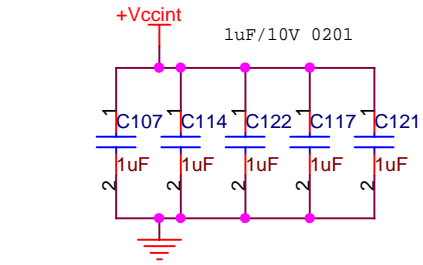 +Vccint
1uF/10V 0201
1 1 1 1 1
C107 C114 C122 C117 C121
1uF 1uF 1uF 1uF 1uF
2 2 2 2 2